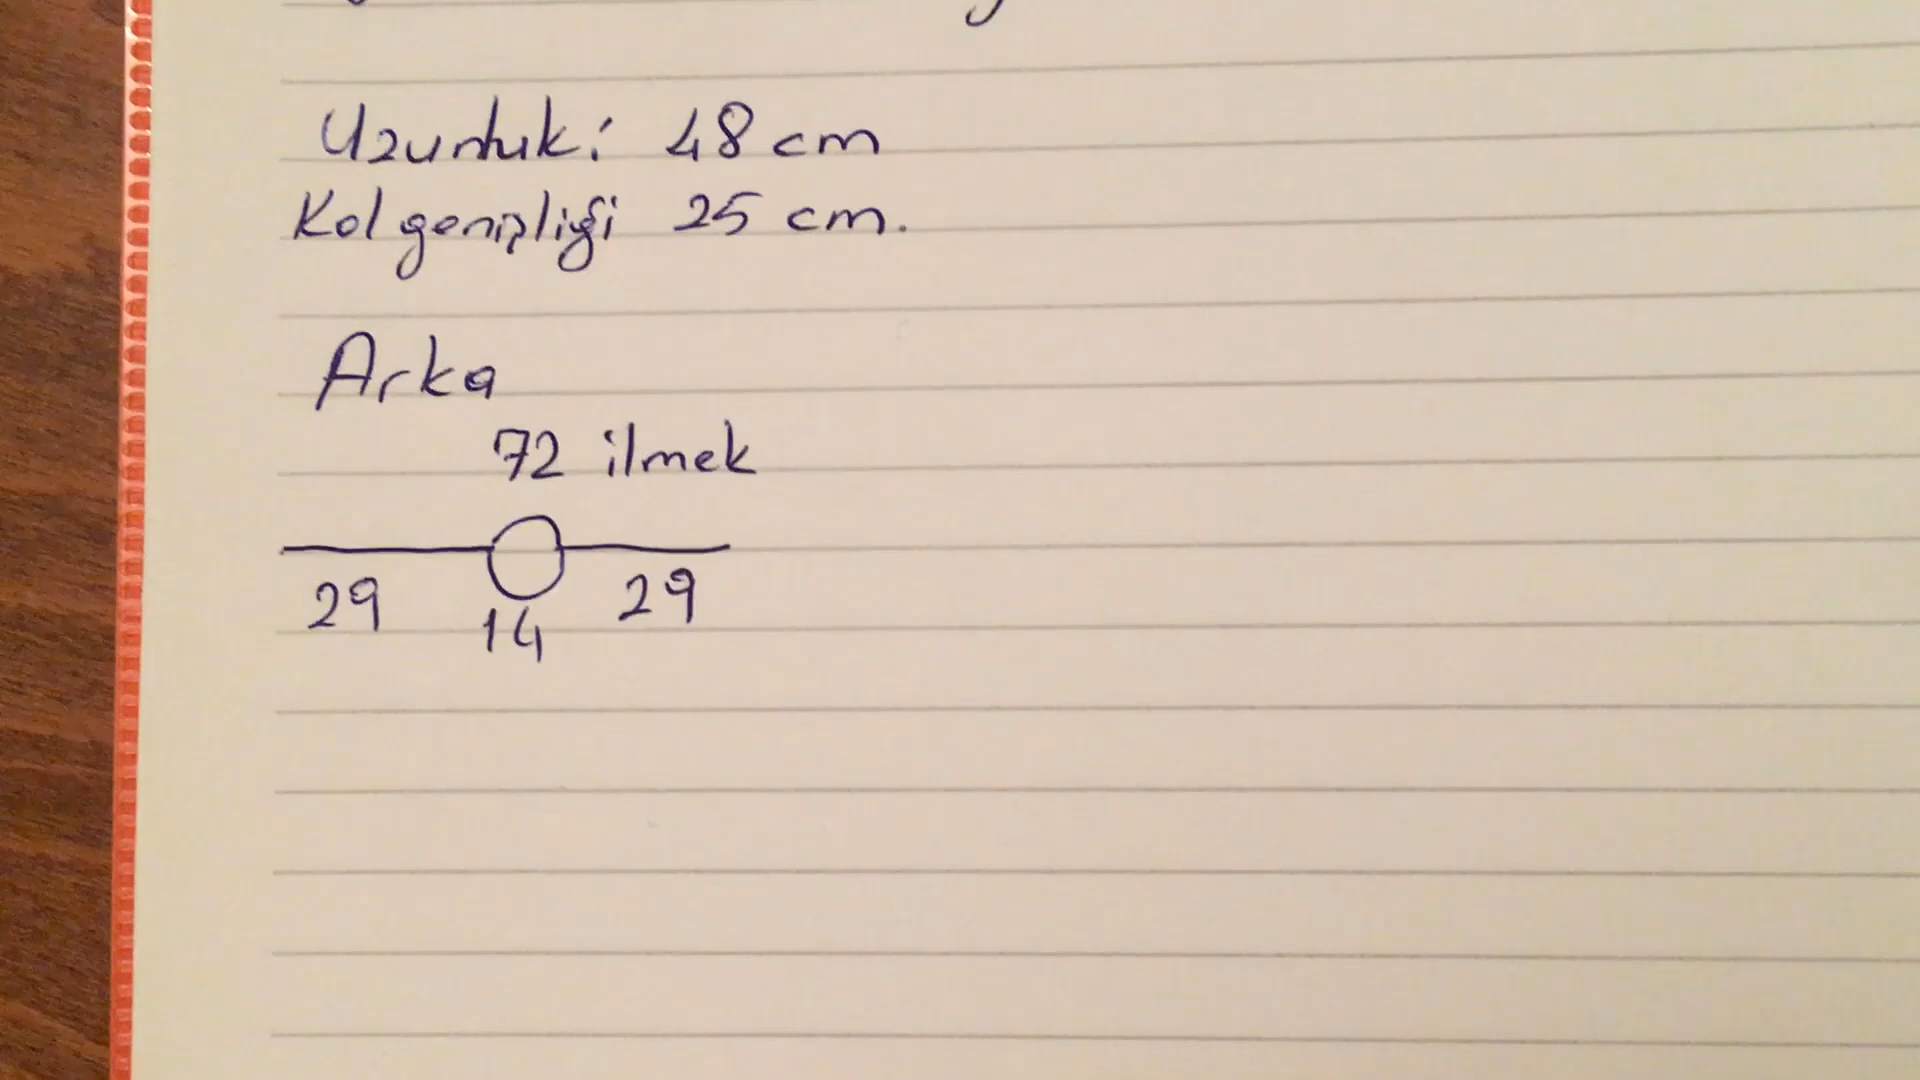 Uzunluk: 48 cm
Kol genişliği 25 cm.
Arka
72 ilmek
29 14 29